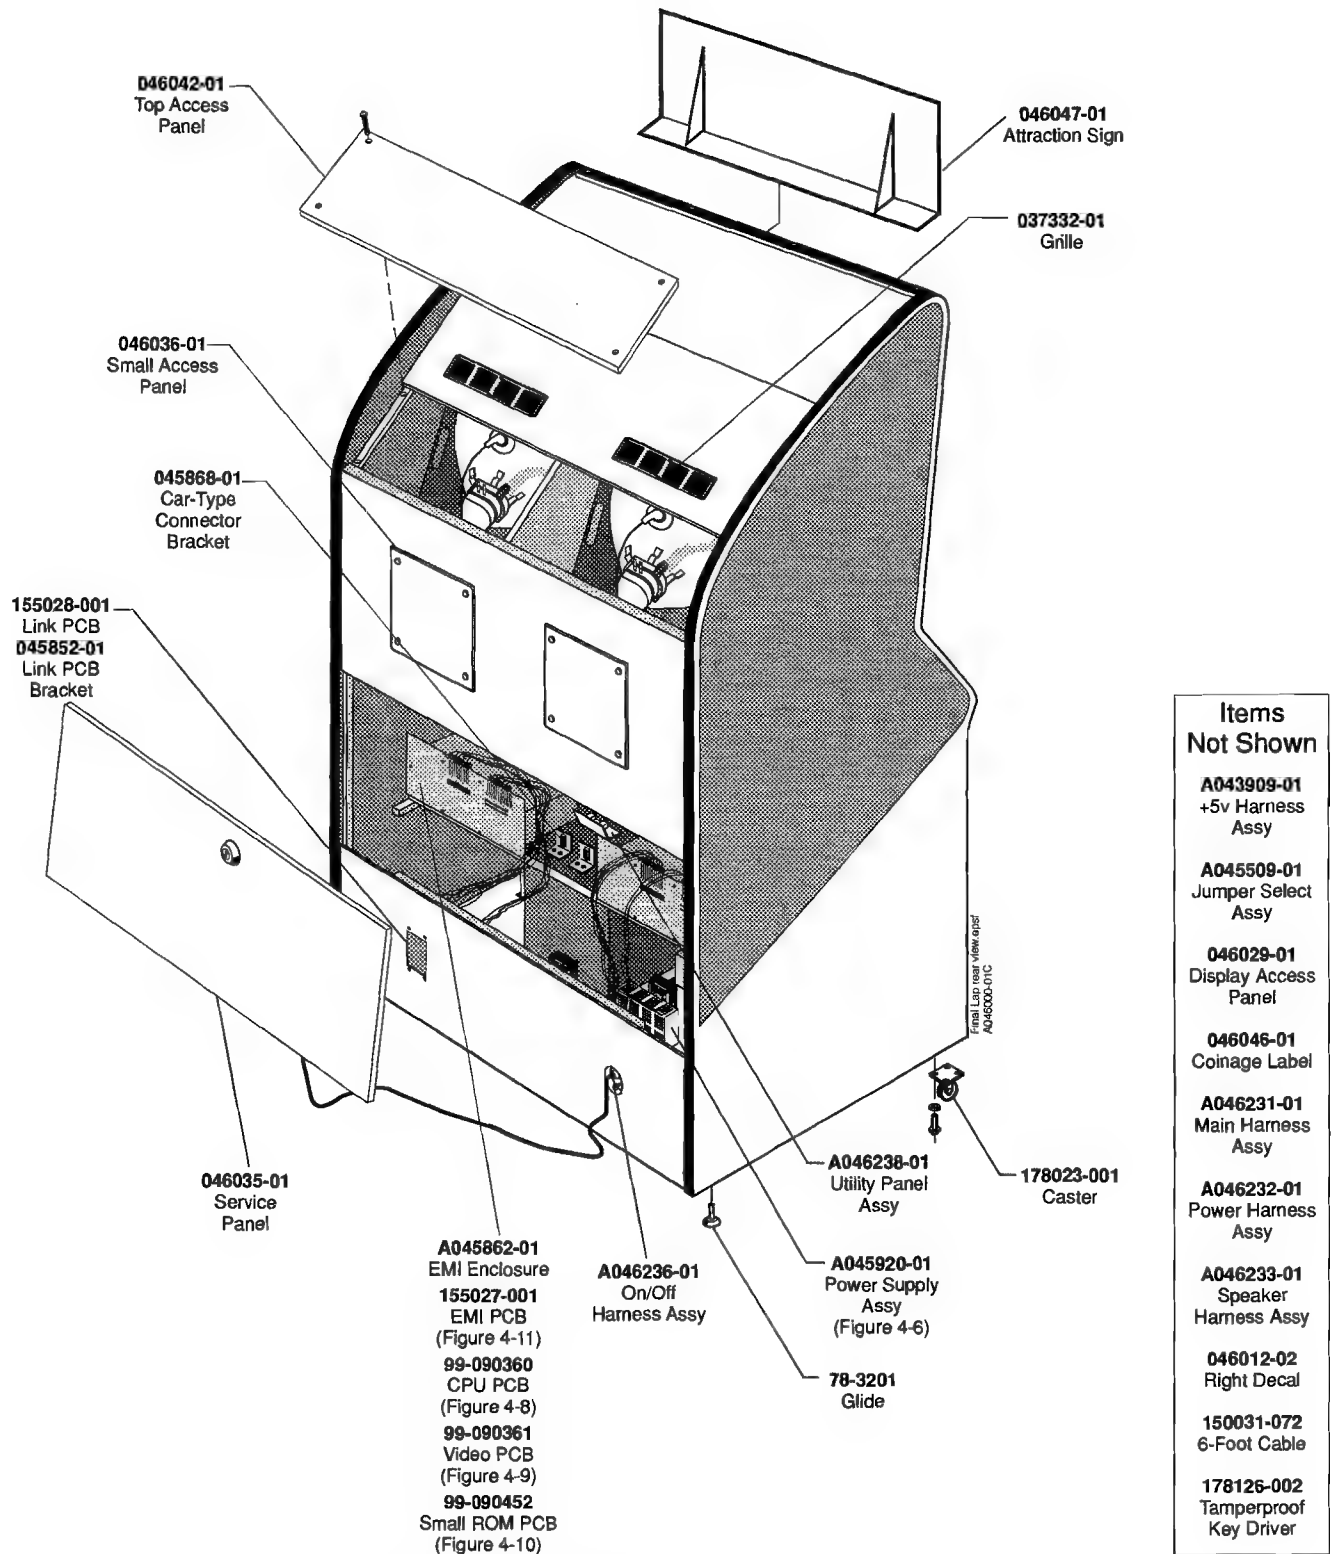 046042-01
Top Access
Panel
046047-01
Attraction Sign
037332-01
Grille
046036-01
Small Access
Panel
045868-01
Car-Type
Connector
Bracket
155028-001
Link PCB
045852-01
Link PCB
Bracket
046035-01
Service
Panel
A045862-01
EMI Enclosure
155027-001
EMI PCB
(Figure 4-11)
99-090360
CPU PCB
(Figure 4-8)
99-090361
Video PCB
(Figure 4-9)
99-090452
Small ROM PCB
(Figure 4-10)
A046236-01
On/Off
Harness Assy
A046238-01
Utility Panel
Assy
A045920-01
Power Supply
Assy
(Figure 4-6)
78-3201
Glide
178023-001
Caster
Final Lap rear view.epsf
A046000-01C
Items
Not Shown
A043909-01
+5v Harness
Assy
A045509-01
Jumper Select
Assy
046029-01
Display Access
Panel
046046-01
Coinage Label
A046231-01
Main Harness
Assy
A046232-01
Power Harness
Assy
A046233-01
Speaker
Harness Assy
046012-02
Right Decal
150031-072
6-Foot Cable
178126-002
Tamperproof
Key Driver